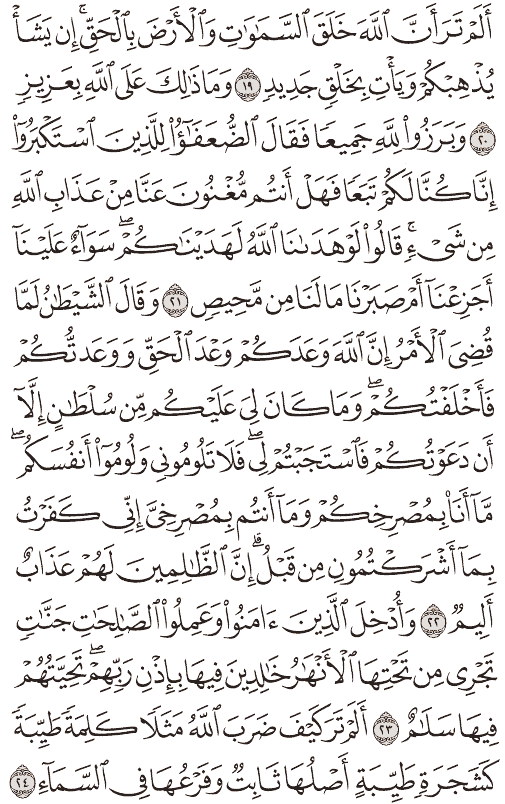 أَلَمْ تَرَ أَنَّ ٱللَّهَ خَلَقَ ٱلسَّمَٰوَٰتِ وَٱلْأَرْضَ بِٱلْحَقِّ ۚ إِن يَشَأْ
يُذْهِبْكُمْ وَيَأْتِ بِخَلْقٍ جَدِيدٍ ١٩ وَمَا ذَٰلِكَ عَلَى ٱللَّهِ بِعَزِيزٍ
٢٠ وَبَرَزُوا۟ لِلَّهِ جَمِيعًا فَقَالَ ٱلضُّعَفَٰٓؤُا۟ لِلَّذِينَ ٱسْتَكْبَرُوٓا۟
إِنَّا كُنَّا لَكُمْ تَبَعًا فَهَلْ أَنتُم مُّغْنُونَ عَنَّا مِنْ عَذَابِ ٱللَّهِ
مِن شَىْءٍ ۚ قَالُوا۟ لَوْ هَدَىٰنَا ٱللَّهُ لَهَدَيْنَٰكُمْ ۖ سَوَآءٌ عَلَيْنَآ
أَجَزِعْنَآ أَمْ صَبَرْنَا مَا لَنَا مِن مَّحِيصٍ ٢١ وَقَالَ ٱلشَّيْطَٰنُ لَمَّا
قُضِىَ ٱلْأَمْرُ إِنَّ ٱللَّهَ وَعَدَكُمْ وَعْدَ ٱلْحَقِّ وَوَعَدتُّكُمْ
فَأَخْلَفْتُكُمْ ۖ وَمَا كَانَ لِىَ عَلَيْكُم مِّن سُلْطَٰنٍ إِلَّآ
أَن دَعَوْتُكُمْ فَٱسْتَجَبْتُمْ لِى ۖ فَلَا تَلُومُونِى وَلُومُوٓا۟ أَنفُسَكُم ۖ
مَّآ أَنَا۠ بِمُصْرِخِكُمْ وَمَآ أَنتُم بِمُصْرِخِىَّ ۖ إِنِّى كَفَرْتُ
بِمَآ أَشْرَكْتُمُونِ مِن قَبْلُ ۗ إِنَّ ٱلظَّٰلِمِينَ لَهُمْ عَذَابٌ
أَلِيمٌ ٢٢ وَأُدْخِلَ ٱلَّذِينَ ءَامَنُوا۟ وَعَمِلُوا۟ ٱلصَّٰلِحَٰتِ جَنَّٰتٍ
تَجْرِى مِن تَحْتِهَا ٱلْأَنْهَٰرُ خَٰلِدِينَ فِيهَا بِإِذْنِ رَبِّهِمْ ۖ تَحِيَّتُهُمْ
فِيهَا سَلَٰمٌ ٢٣ أَلَمْ تَرَ كَيْفَ ضَرَبَ ٱللَّهُ مَثَلًا كَلِمَةً طَيِّبَةً
كَشَجَرَةٍ طَيِّبَةٍ أَصْلُهَا ثَابِتٌ وَفَرْعُهَا فِى ٱلسَّمَآءِ ٢٤